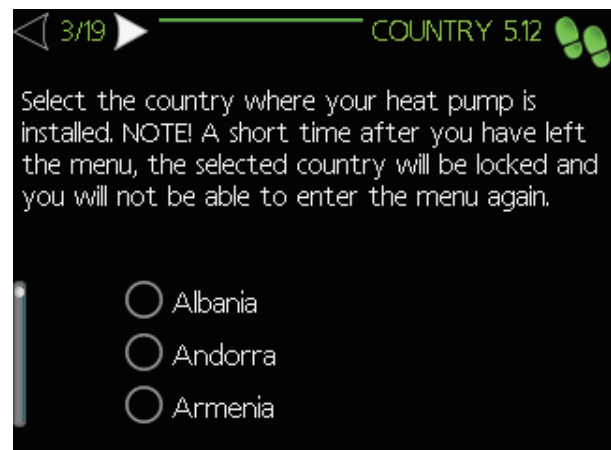 3/19
COUNTRY 5.12
Select the country where your heat pump is
installed. NOTE! A short time after you have left
the menu, the selected country will be locked and
you will not be able to enter the menu again.
Albania
Andorra
Armenia